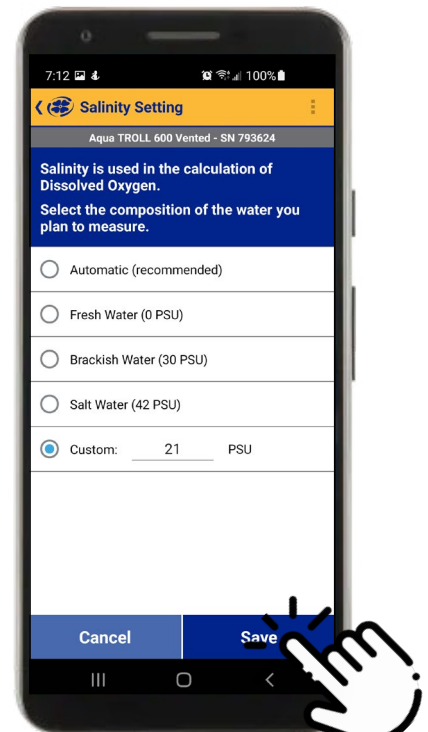 7:12 100%
Salinity Setting
Aqua TROLL 600 Vented - SN 793624
Salinity is used in the calculation of
Dissolved Oxygen.
Select the composition of the water you
plan to measure.
Automatic (recommended)
Fresh Water (0 PSU)
Brackish Water (30 PSU)
Salt Water (42 PSU)
Custom: 21 PSU
Cancel Save